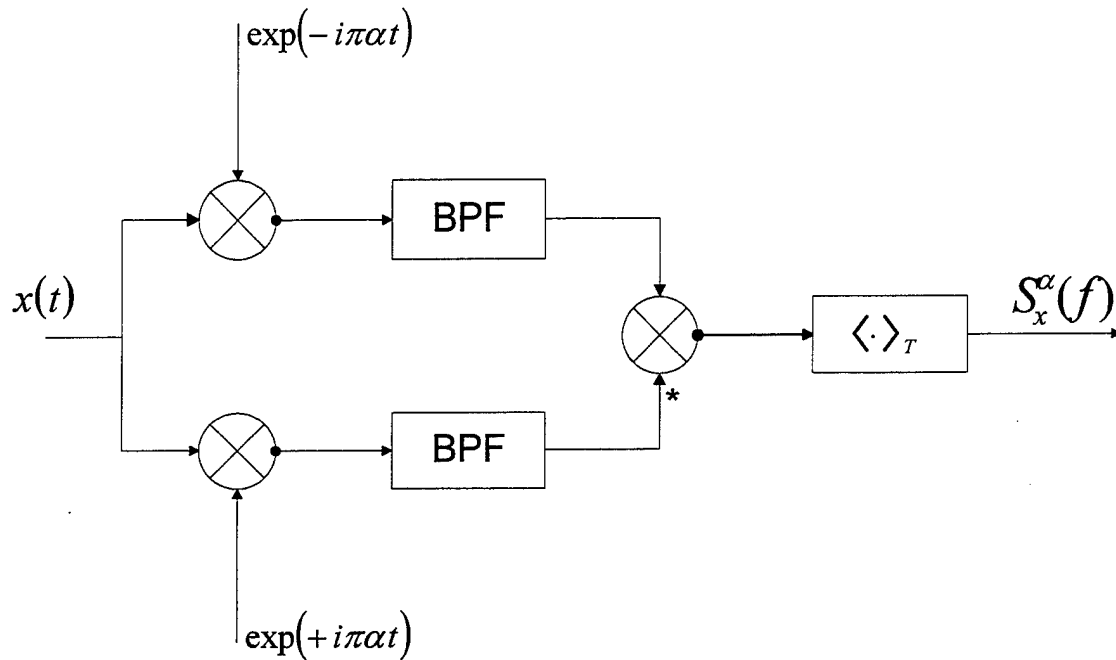 exp(−iπαt)
BPF
x(t)
S_x^α(f)
⟨·⟩_T
*
BPF
exp(+iπαt)